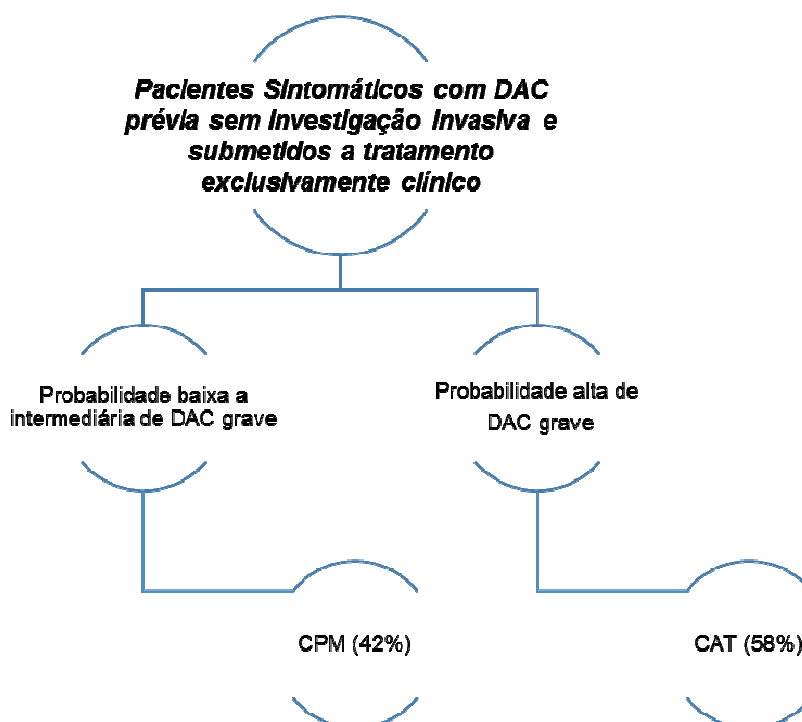 Pacientes Sintomáticos com DAC
prévia sem Investigação Invasiva e
submetidos a tratamento
exclusivamente clínico
Probabilidade baixa a
intermediária de DAC grave
Probabilidade alta de
DAC grave
CPM (42%)
CAT (58%)